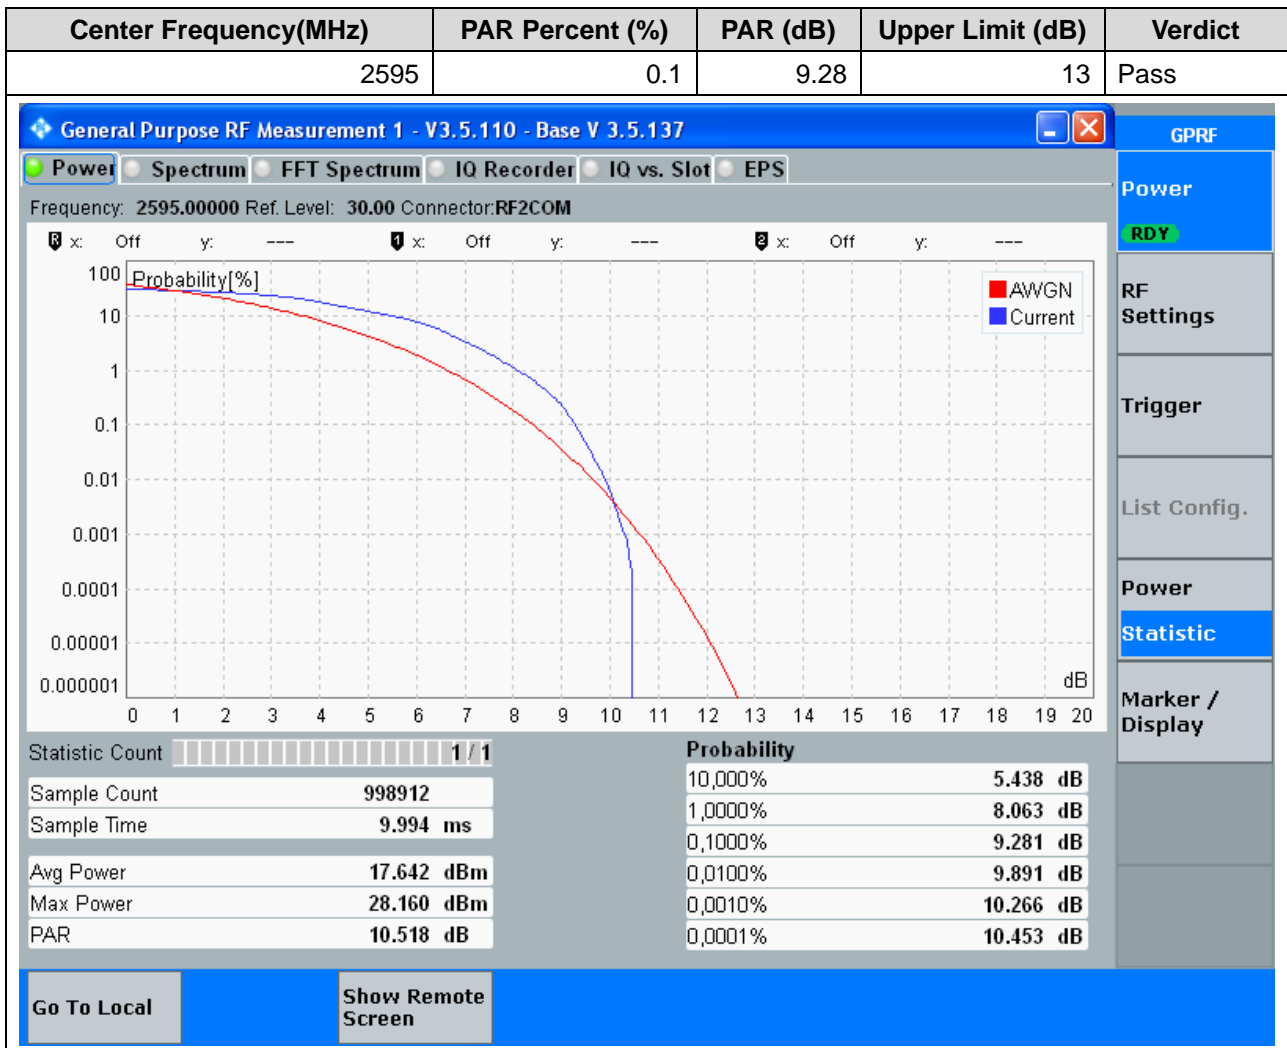 Center Frequency(MHz) PAR Percent (%) PAR (dB) Upper Limit (dB) Verdict
2595 0.1 9.28 13 Pass
General Purpose RF Measurement 1 - V3.5.110 - Base V 3.5.137
GPRF
Power Spectrum FFT Spectrum IQ Recorder IQ vs. Slot EPS
Frequency: 2595.00000 Ref. Level: 30.00 Connector:RF2COM
R x: Off y: --- 1 x: Off y: --- 2 x: Off y: ---
Probability[%]
AWGN
Current
100
10
1
0.1
0.01
0.001
0.0001
0.00001
0.000001
dB
0 1 2 3 4 5 6 7 8 9 10 11 12 13 14 15 16 17 18 19 20
Statistic Count 1 / 1
Sample Count 998912
Sample Time 9.994 ms
Avg Power 17.642 dBm
Max Power 28.160 dBm
PAR 10.518 dB
Probability
10,000% 5.438 dB
1,0000% 8.063 dB
0,1000% 9.281 dB
0,0100% 9.891 dB
0,0010% 10.266 dB
0,0001% 10.453 dB
Power
RDY
RF
Settings
Trigger
List Config.
Power
Statistic
Marker /
Display
Go To Local
Show Remote
Screen